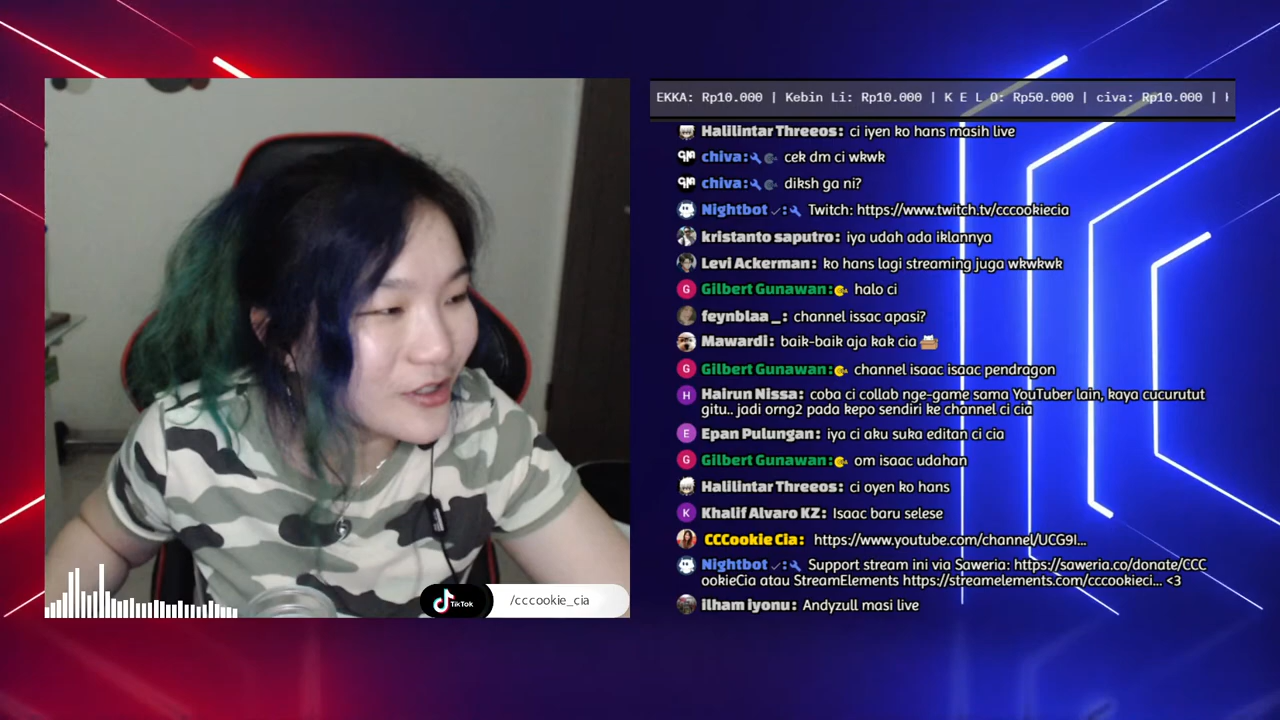 EKKA: Rp10.000 | Kebin Li: Rp10.000 | K E L O: Rp50.000 | civa: Rp10.000 |
Halilintar Threeos: ci iyen ko hans masih live
chiva: cek dm ci wkwk
chiva: diksh ga ni?
Nightbot: Twitch: https://www.twitch.tv/cccookiecia
kristanto saputro: iya udah ada iklannya
Levi Ackerman: ko hans lagi streaming juga wkwkwk
G Gilbert Gunawan: halo ci
feynblaa_: channel issac apasi?
Mawardi: baik-baik aja kak cia
G Gilbert Gunawan: channel isaac isaac pendragon
H Hairun Nissa: coba ci collab nge-game sama YouTuber lain, kaya cucurutut
gitu.. jadi orng2 pada kepo sendiri ke channel ci cia
E Epan Pulungan: iya ci aku suka editan ci cia
G Gilbert Gunawan: om isaac udahan
Halilintar Threeos: ci oyen ko hans
K Khalif Alvaro KZ: Isaac baru selese
CCCookie Cia: https://www.youtube.com/channel/UCG9I...
Nightbot: Support stream ini via Saweria: https://saweria.co/donate/CCC
ookieCia atau StreamElements https://streamelements.com/cccookieci... <3
ilham iyonu: Andyzull masi live
TikTok /cccookie_cia